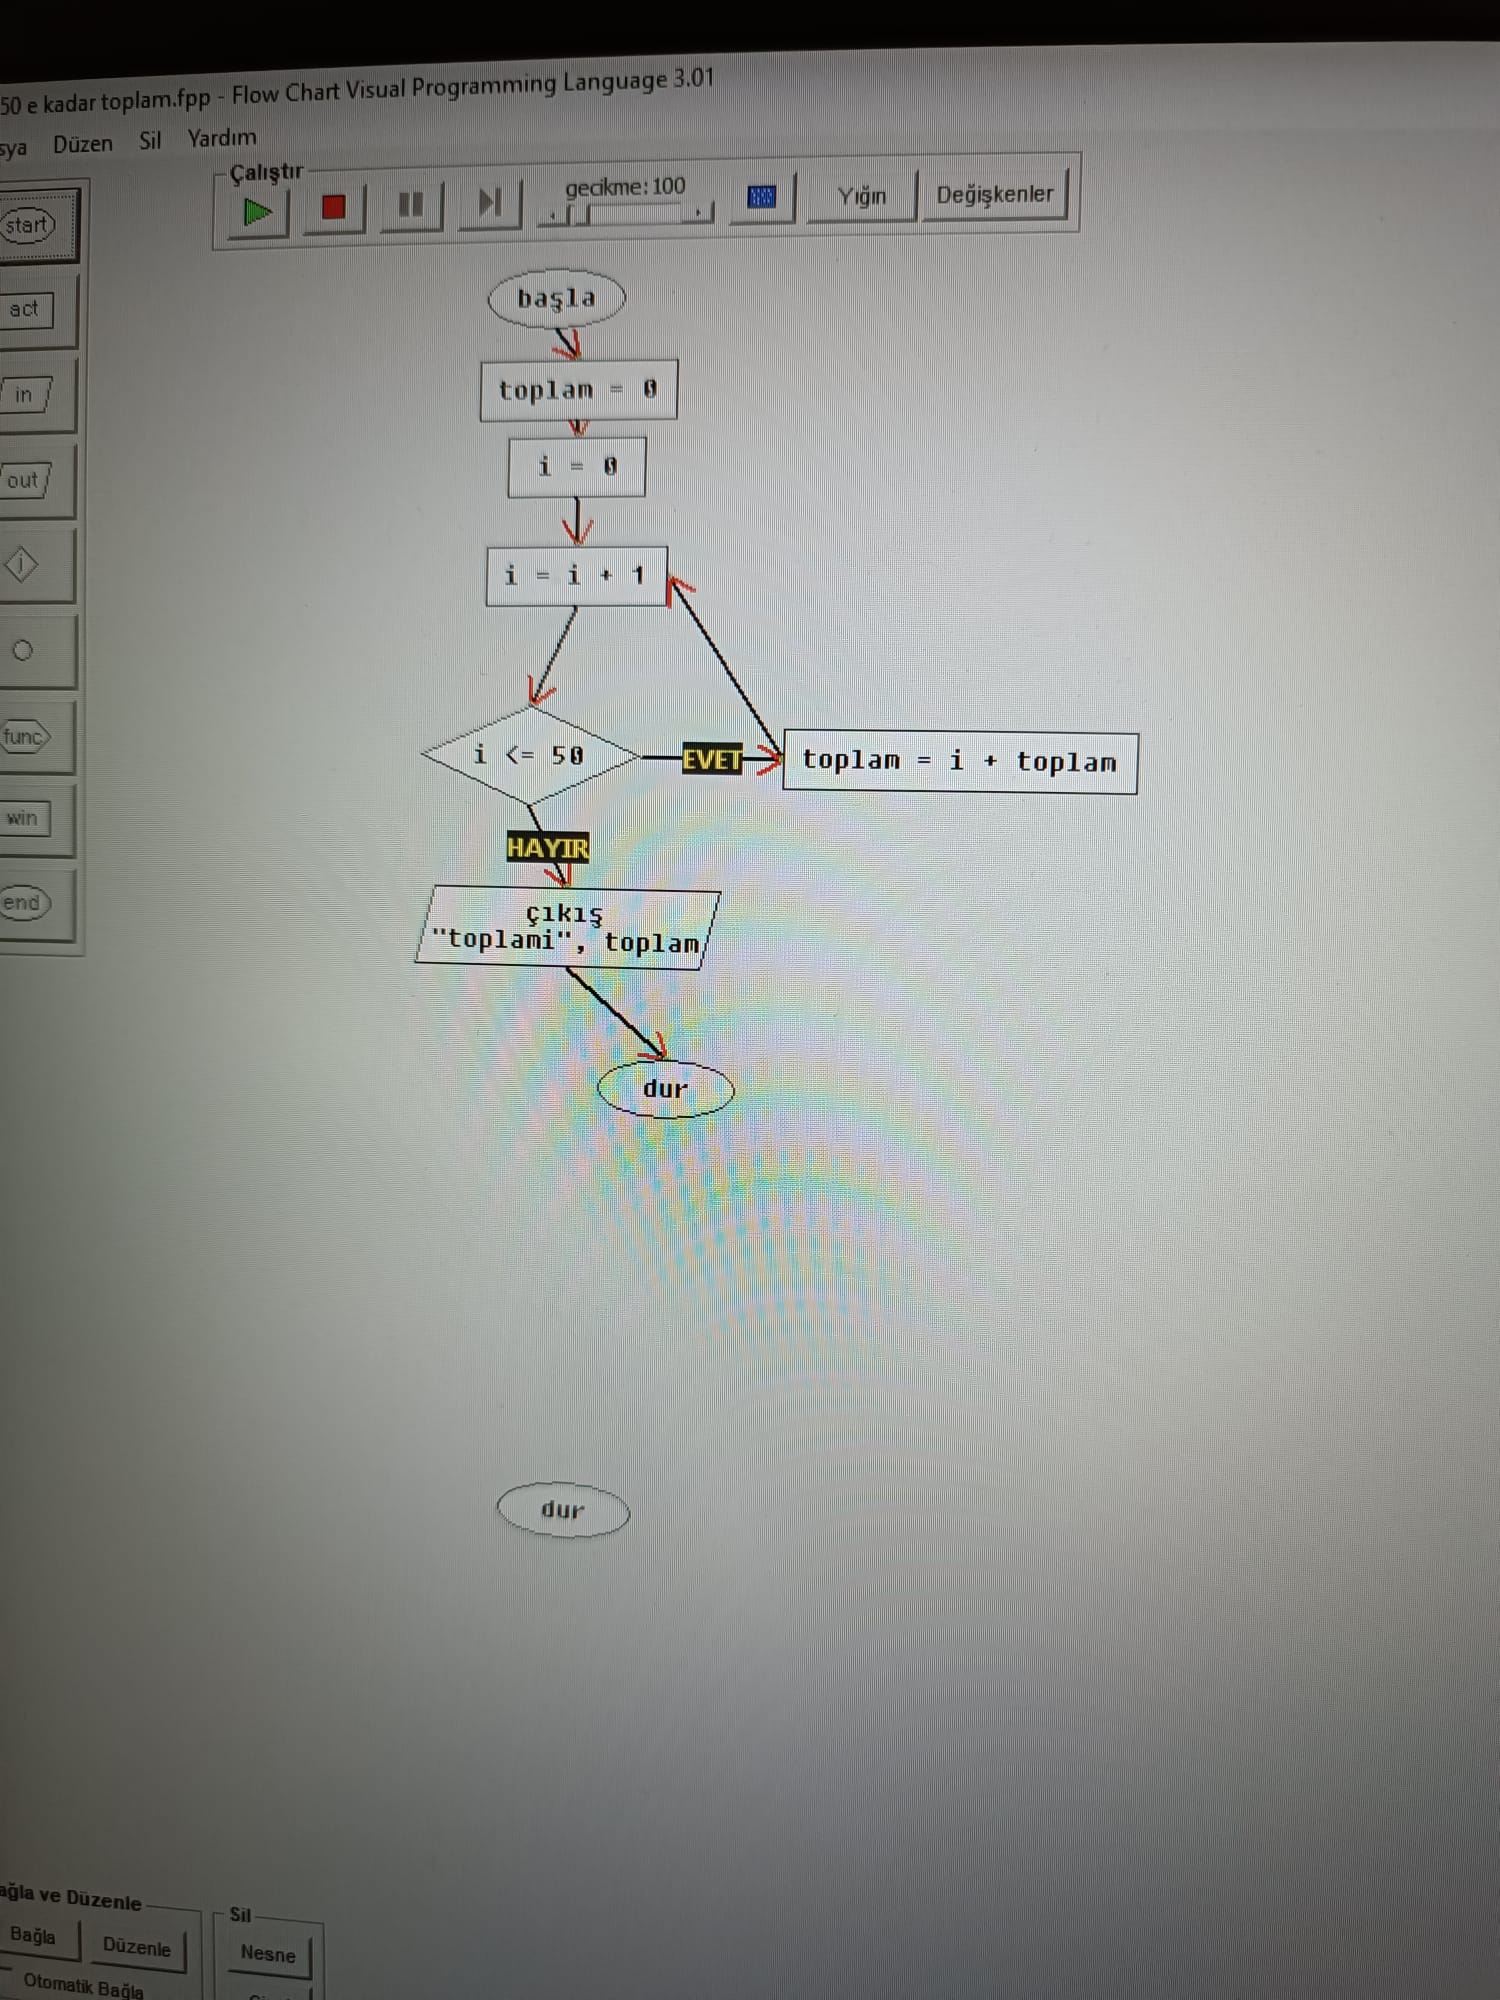 50 e kadar toplam.fpp - Flow Chart Visual Programming Language 3.01
Düzen Sil Yardım
Çalıştır
gecikme: 100
Yığın
Değişkenler
start
act
in
out
i
func
win
end
başla
toplam = 0
i = 0
i = i + 1
i <= 50
EVET
toplam = i + toplam
HAYIR
çıkış
"toplami", toplam
dur
dur
ve Düzenle
Bağla
Düzenle
Otomatik Bağla
Sil
Nesne